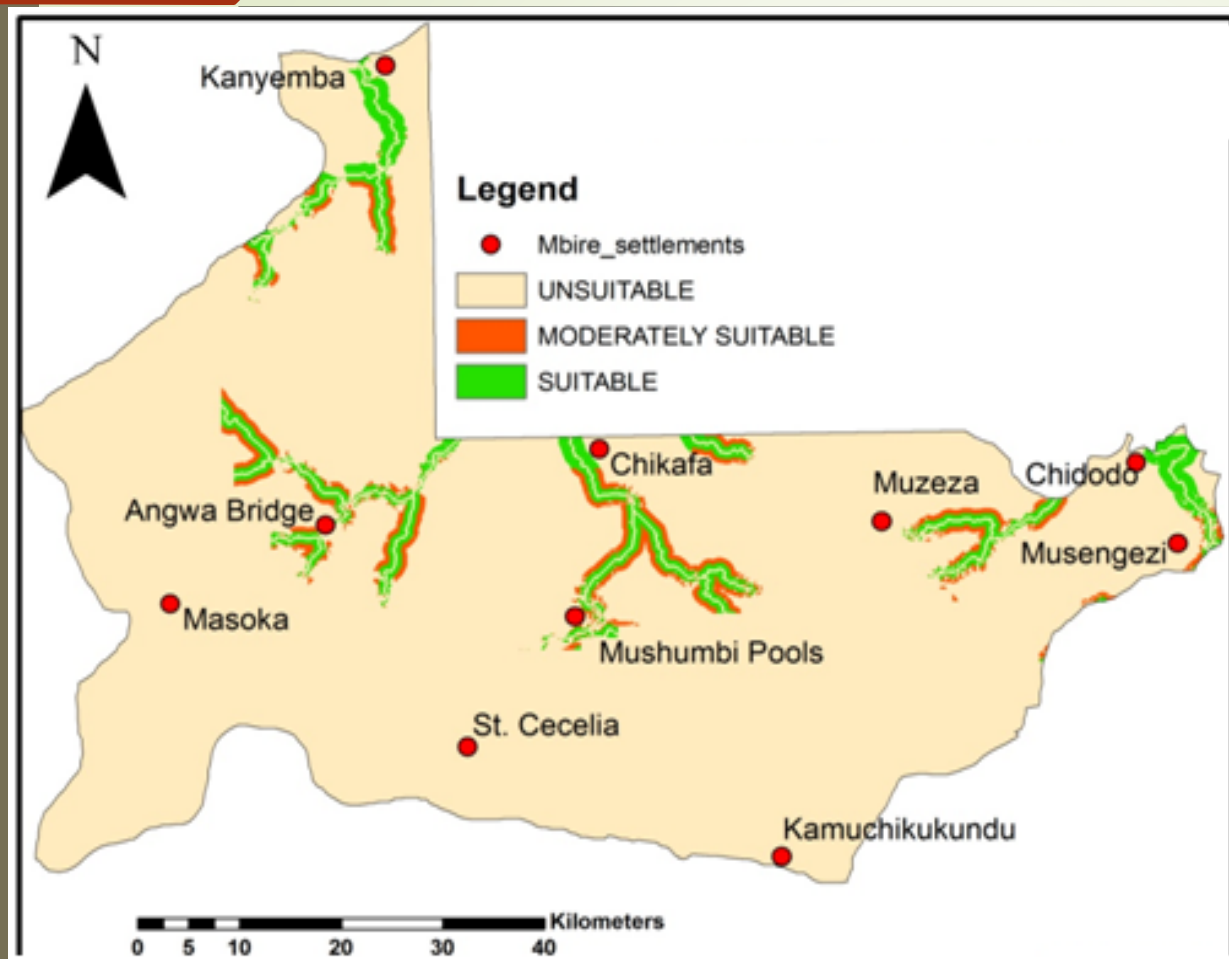 N
Kanyemba
Legend
Mbire_settlements
UNSUITABLE
MODERATELY SUITABLE
SUITABLE
Chikafa
Muzeza
Chidodo
Angwa Bridge
Musengezi
Masoka
Mushumbi Pools
St. Cecelia
Kamuchikukundu
Kilometers
0 5 10 20 30 40